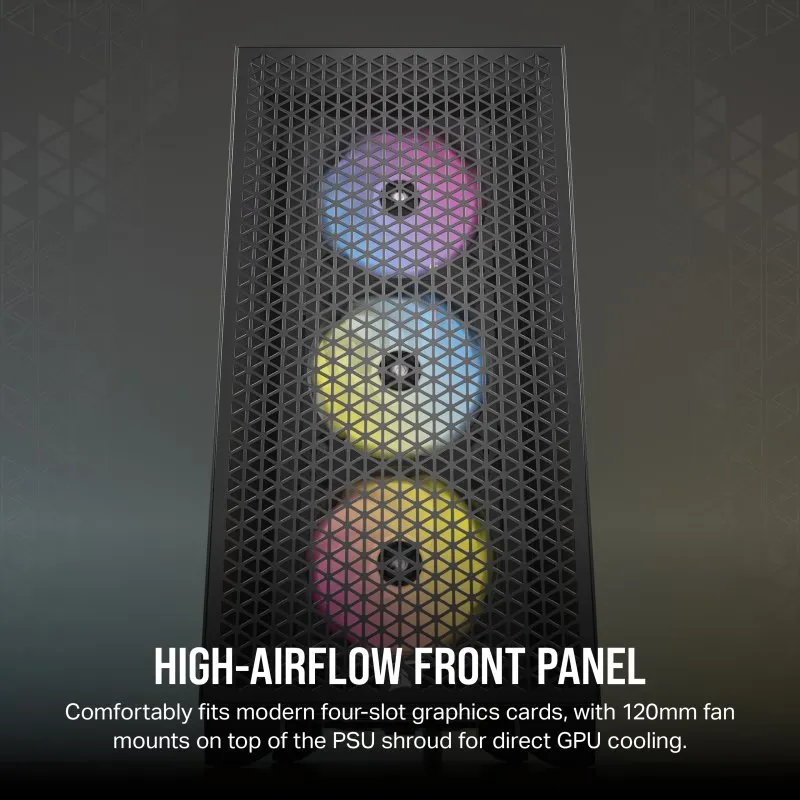 HIGH-AIRFLOW FRONT PANEL
Comfortably fits modern four-slot graphics cards, with 120mm fan
mounts on top of the PSU shroud for direct GPU cooling.